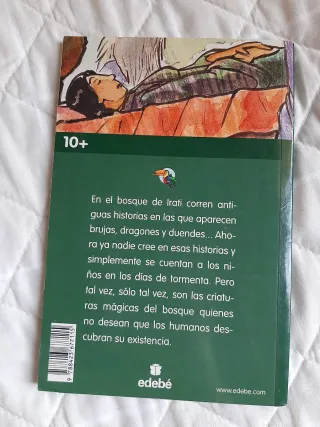 10+
En el bosque de Irati corren anti-
guas historias en las que aparecen
brujas, dragones y duendes... Aho-
ra ya nadie cree en esas historias y
simplemente se cuentan a los ni-
ños en los días de tormenta. Pero
tal vez, sólo tal vez, son las criatu-
ras mágicas del bosque quienes
no desean que los humanos des-
cubran su existencia.
edebé
www.edebe.com